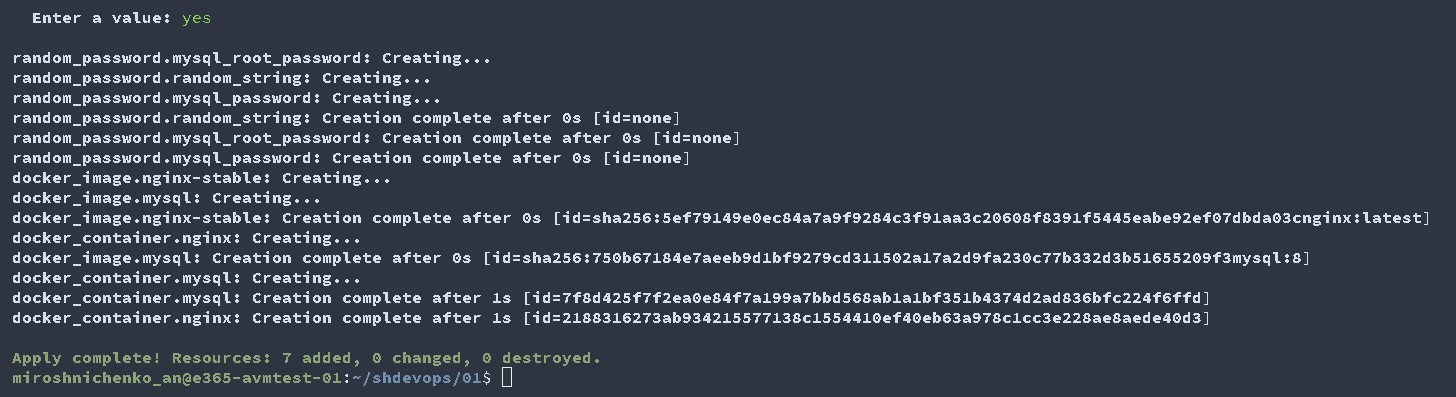 Enter a value: yes
random_password.mysql_root_password: Creating...
random_password.random_string: Creating...
random_password.mysql_password: Creating...
random_password.random_string: Creation complete after 0s [id=none]
random_password.mysql_root_password: Creation complete after 0s [id=none]
random_password.mysql_password: Creation complete after 0s [id=none]
docker_image.nginx-stable: Creating...
docker_image.mysql: Creating...
docker_image.nginx-stable: Creation complete after 0s [id=sha256:5ef79149e0ec84a7a9f9284c3f91aa3c20608f8391f5445eabe92ef07dbda03cnginx:latest]
docker_container.nginx: Creating...
docker_image.mysql: Creation complete after 0s [id=sha256:750b67184e7aeeb9d1bf9279cd311502a17a2d9fa230c77b332d3b51655209f3mysql:8]
docker_container.mysql: Creating...
docker_container.mysql: Creation complete after 1s [id=7f8d425f7f2ea0e84f7a199a7bbd568ab1a1bf351b4374d2ad836bfc224f6ffd]
docker_container.nginx: Creation complete after 1s [id=2188316273ab934215577138c1554410ef40eb63a978c1cc3e228ae8aede40d3]
Apply complete! Resources: 7 added, 0 changed, 0 destroyed.
miroshnichenko_an@e365-avmtest-01:~/shdevops/01$